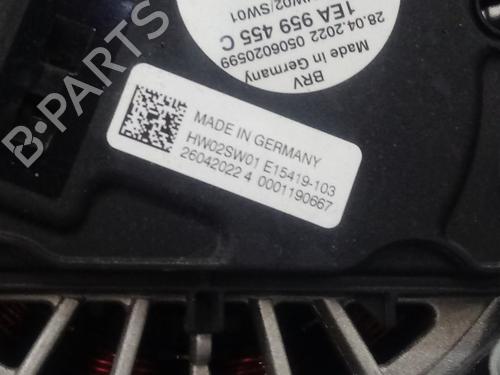 HW02/SW01
1EA 959 455 C
28.04.2022 0506020599
Made in Germany
BRV
MADE IN GERMANY
HW02SW01 E15419-103
26042022 4 0001190667
B-PARTS